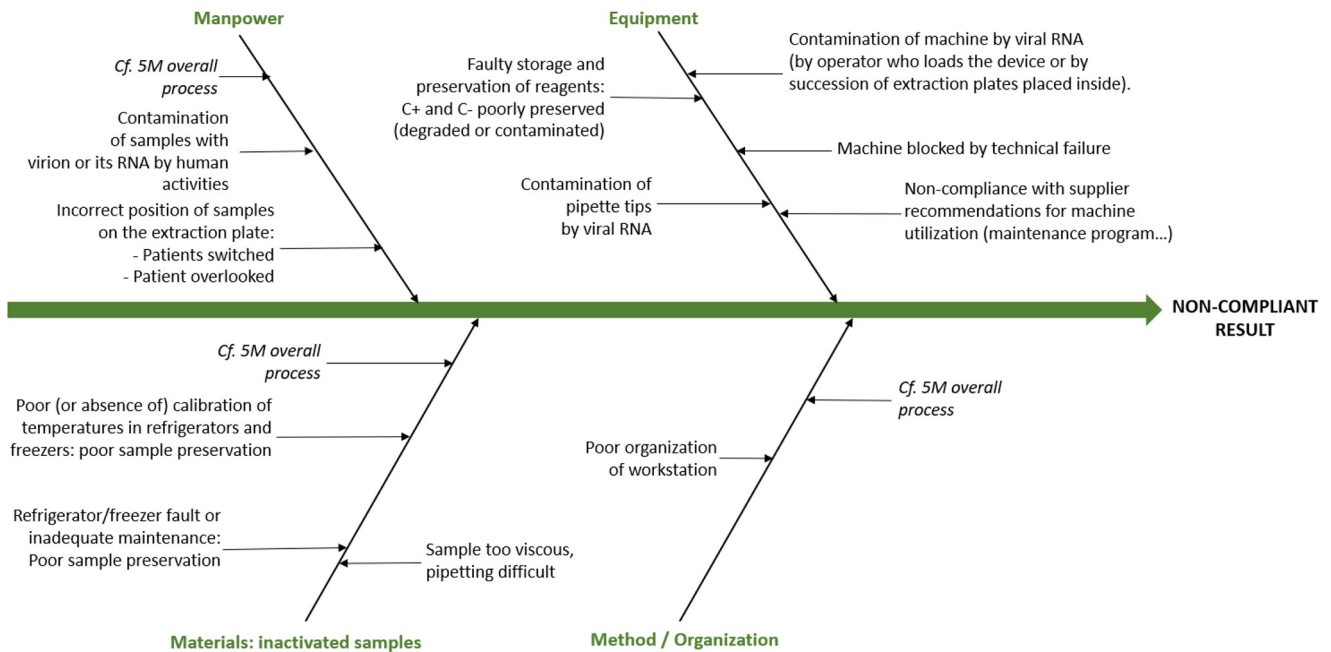 Manpower
Cf. 5M overall
process
Contamination
of samples with
virion or its RNA by human
activities
Incorrect position of samples
on the extraction plate:
- Patients switched
- Patient overlooked
Equipment
Faulty storage and
preservation of reagents:
C+ and C- poorly preserved
(degraded or contaminated)
Contamination of
pipette tips
by viral RNA
Contamination of machine by viral RNA
(by operator who loads the device or by
succession of extraction plates placed inside).
Machine blocked by technical failure
Non-compliance with supplier
recommendations for machine
utilization (maintenance program...)
NON-COMPLIANT
RESULT
Cf. 5M overall
process
Poor (or absence of) calibration of
temperatures in refrigerators and
freezers: poor sample preservation
Refrigerator/freezer fault or
inadequate maintenance:
Poor sample preservation
Sample too viscous,
pipetting difficult
Materials: inactivated samples
Cf. 5M overall
process
Poor organization
of workstation
Method / Organization